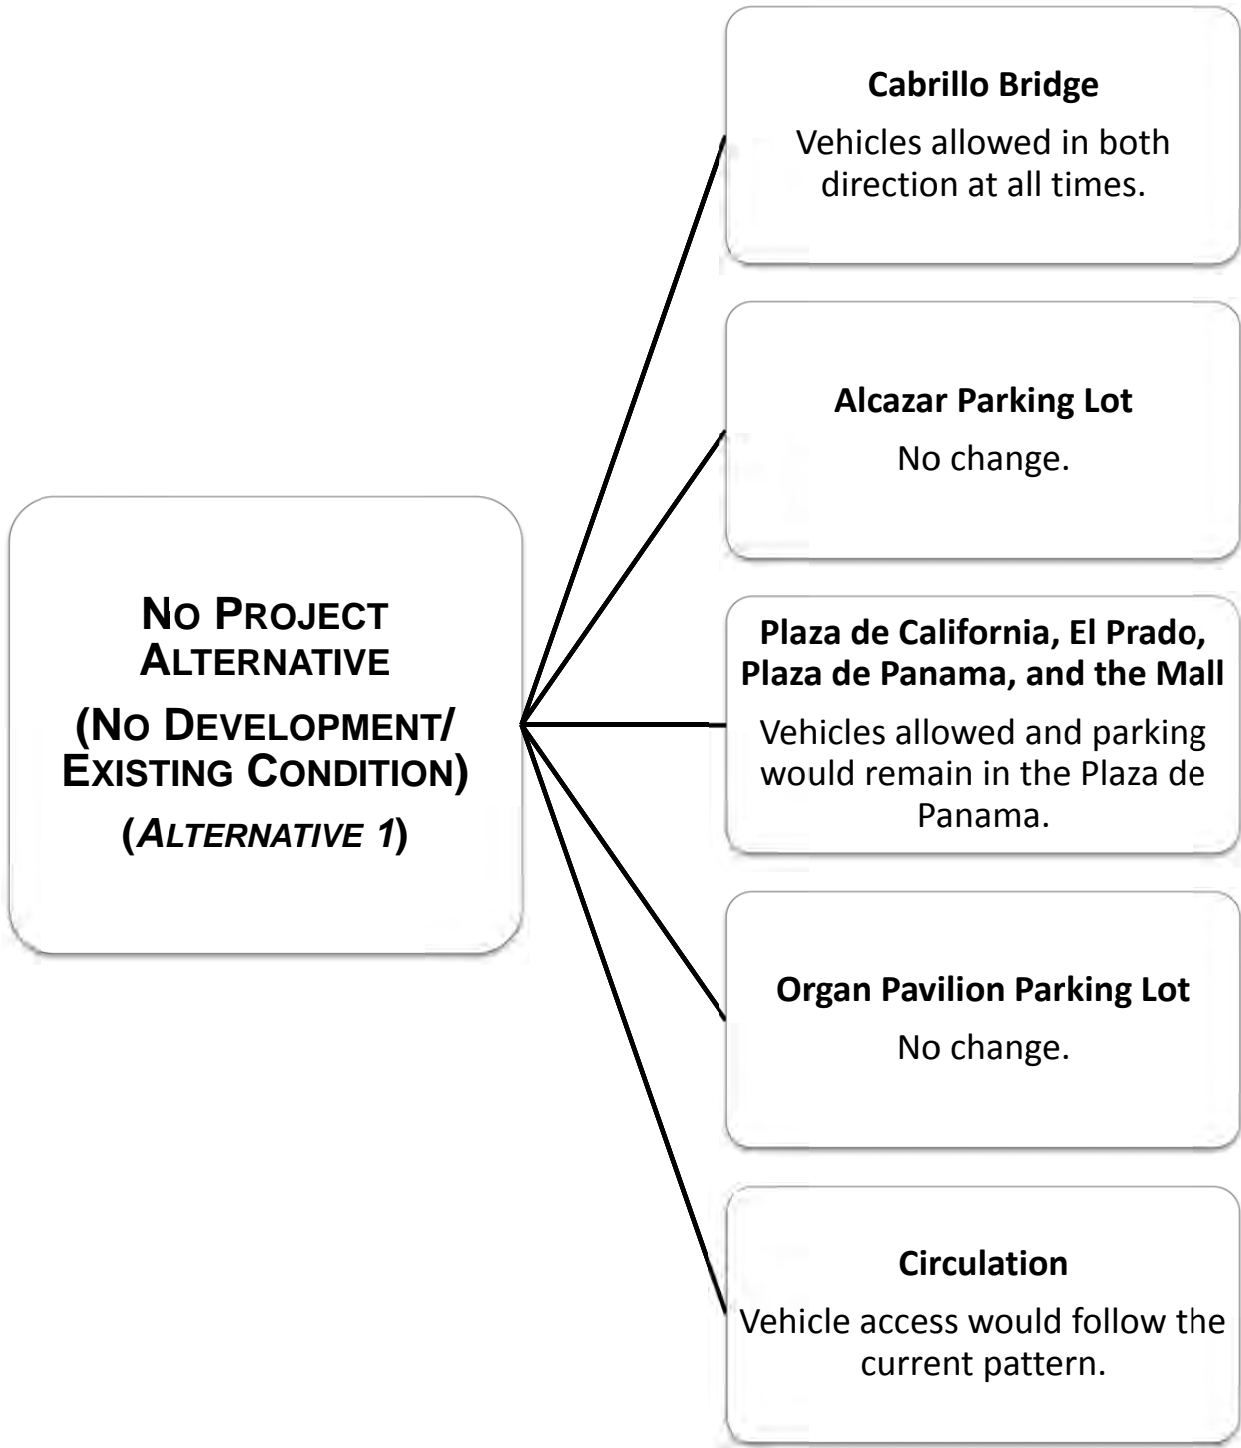 NO PROJECT
ALTERNATIVE
(NO DEVELOPMENT/
EXISTING CONDITION)
(ALTERNATIVE 1)
Cabrillo Bridge
Vehicles allowed in both
direction at all times.
Alcazar Parking Lot
No change.
Plaza de California, El Prado,
Plaza de Panama, and the Mall
Vehicles allowed and parking
would remain in the Plaza de
Panama.
Organ Pavilion Parking Lot
No change.
Circulation
Vehicle access would follow the
current pattern.